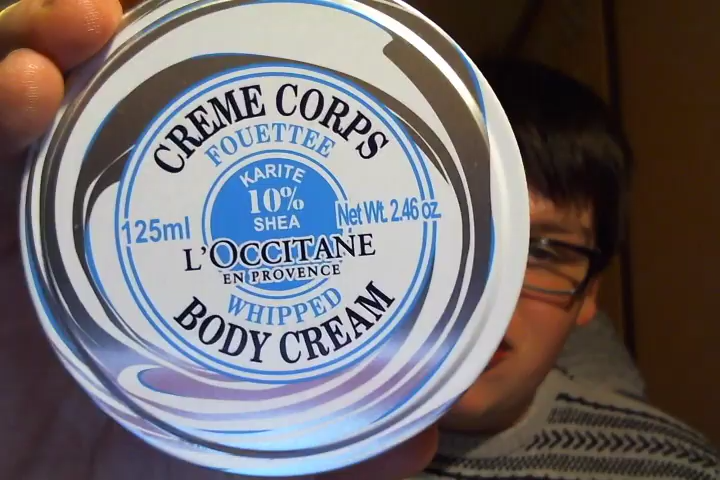 CREME CORPS
FOUETTEE
KARITE
10%
SHEA
125ml
Net Wt. 2.46 oz.
L'OCCITANE
EN PROVENCE
WHIPPED
BODY CREAM